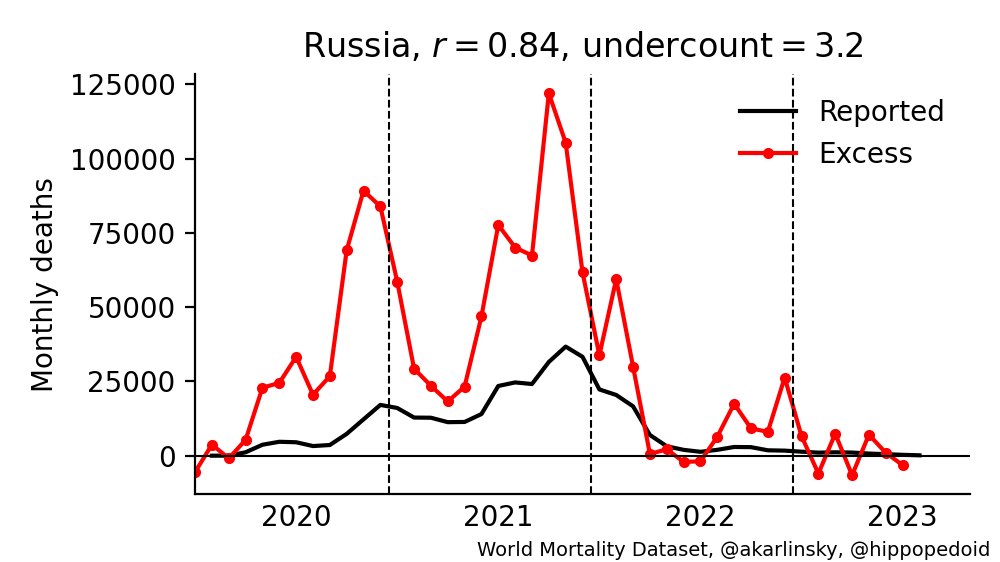 Russia, r = 0.84, undercount = 3.2
125000
100000
75000
50000
25000
0
Monthly deaths
Reported
Excess
2020 2021 2022 2023
World Mortality Dataset, @akarlinsky, @hippopedoid